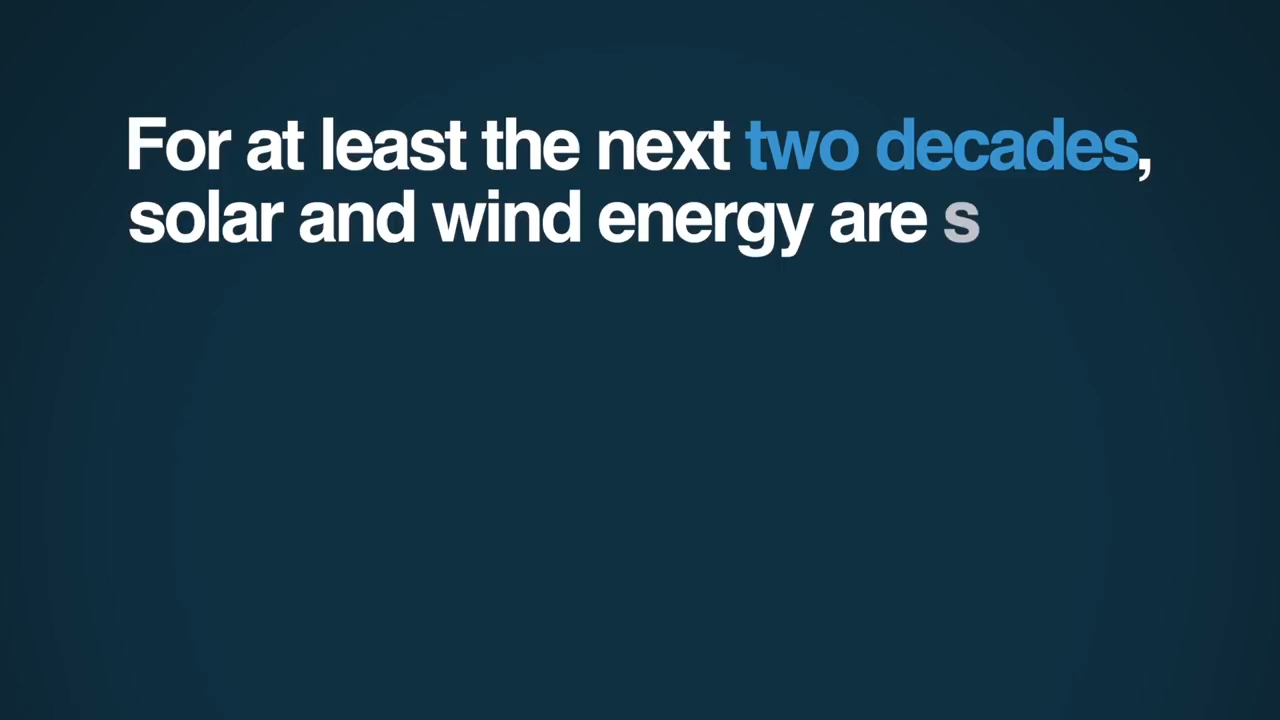 For at least the next two decades,
solar and wind energy are s